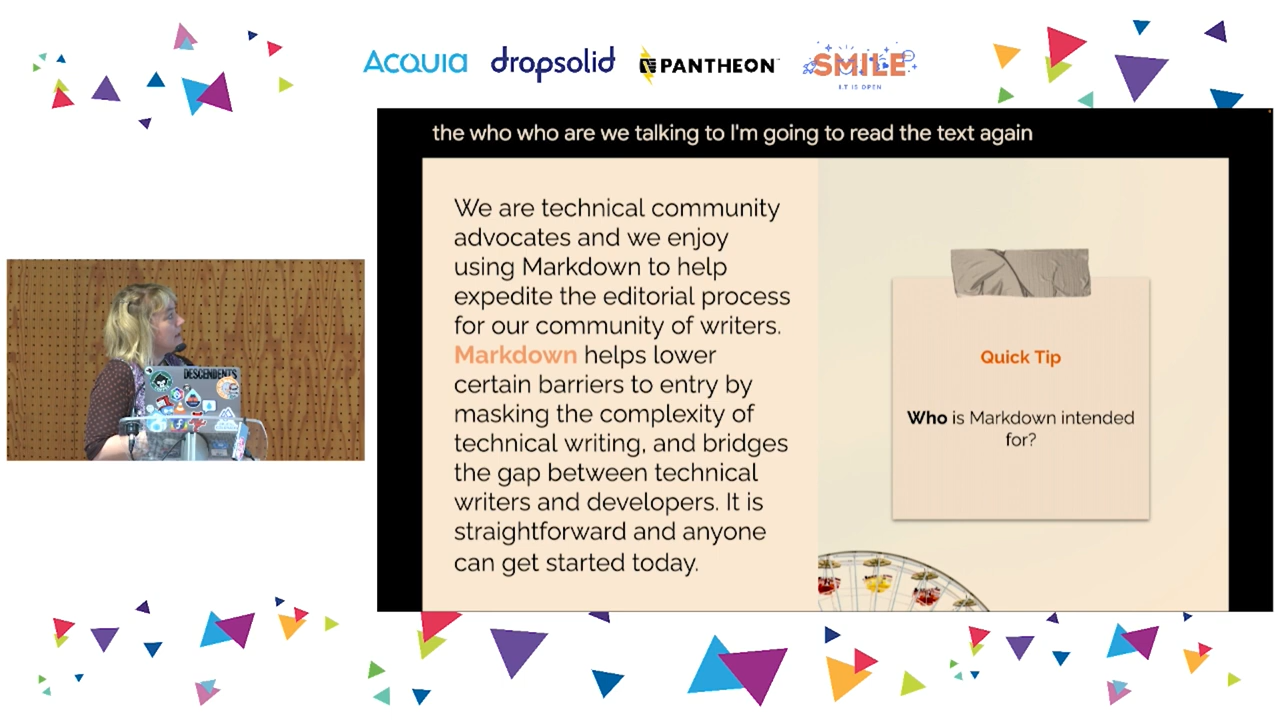 ACQUIA dropsolid PANTHEON SMILE
I.T IS OPEN
the who who are we talking to I'm going to read the text again
We are technical community
advocates and we enjoy
using Markdown to help
expedite the editorial process
for our community of writers.
Markdown helps lower
certain barriers to entry by
masking the complexity of
technical writing, and bridges
the gap between technical
writers and developers. It is
straightforward and anyone
can get started today.
Quick Tip
Who is Markdown intended
for?
DESCENDENTS